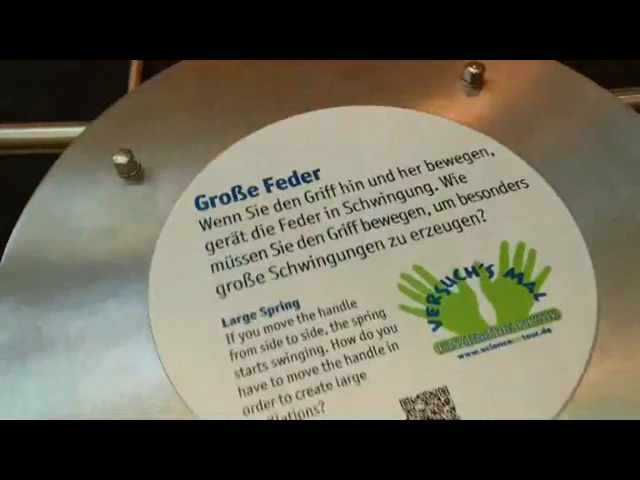 Große Feder
Wenn Sie den Griff hin und her bewegen,
gerät die Feder in Schwingung. Wie
müssen Sie den Griff bewegen, um besonders
große Schwingungen zu erzeugen?
Large Spring
If you move the handle
from side to side, the spring
starts swinging. How do you
have to move the handle in
order to create large
VERSUCH'S MAL
www.science-on-tour.de